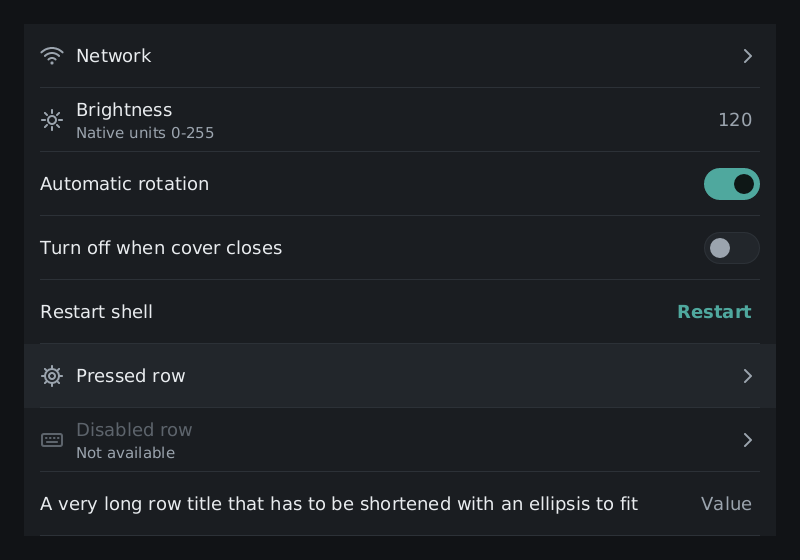 Network
Brightness
Native units 0-255
120
Automatic rotation
Turn off when cover closes
Restart shell
Restart
Pressed row
Disabled row
Not available
A very long row title that has to be shortened with an ellipsis to fit
Value